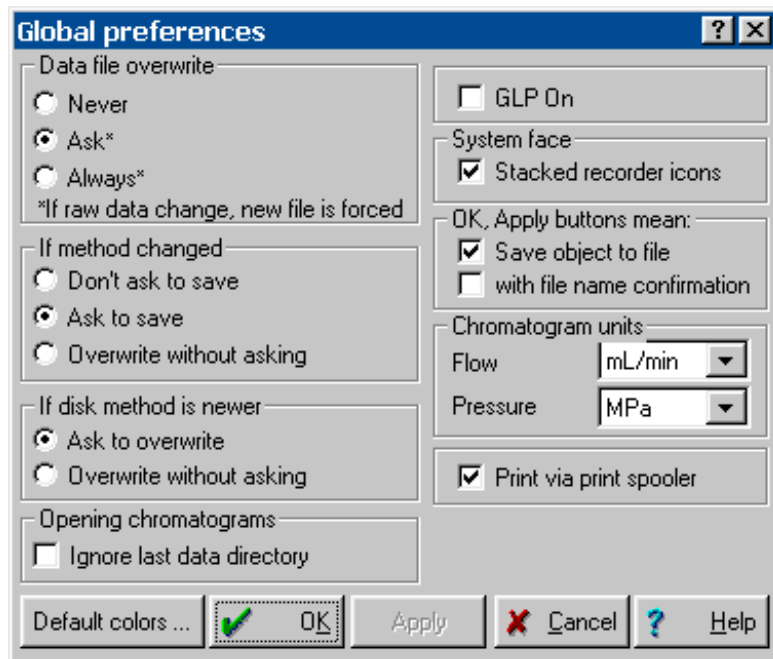 Global preferences
Data file overwrite
Never
Ask*
Always*
*If raw data change, new file is forced
If method changed
Don't ask to save
Ask to save
Overwrite without asking
If disk method is newer
Ask to overwrite
Overwrite without asking
Opening chromatograms
Ignore last data directory
GLP On
System face
Stacked recorder icons
OK, Apply buttons mean:
Save object to file
with file name confirmation
Chromatogram units
Flow mL/min
Pressure MPa
Print via print spooler
Default colors ... OK Apply Cancel ? Help